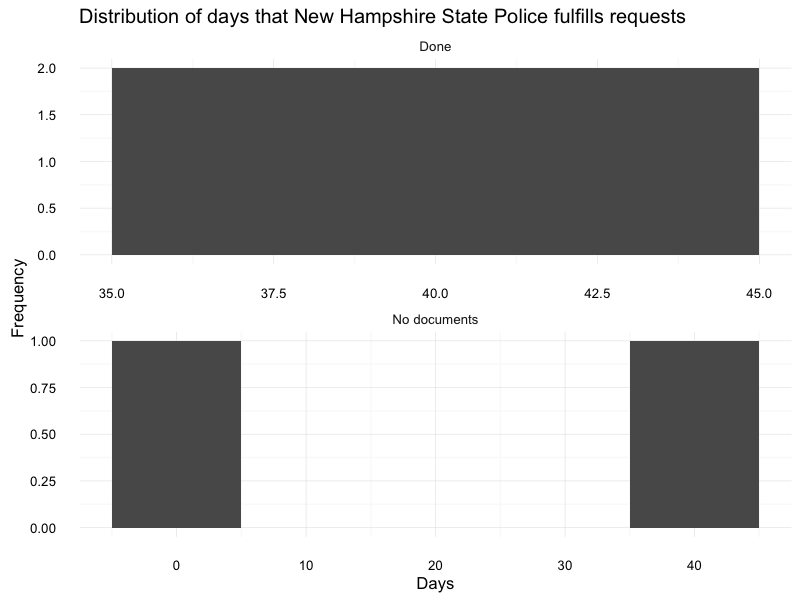 Distribution of days that New Hampshire State Police fulfills requests
Done
2.0
1.5
1.0
0.5
0.0
35.0 37.5 40.0 42.5 45.0
Frequency
No documents
1.00
0.75
0.50
0.25
0.00
0 10 20 30 40
Days